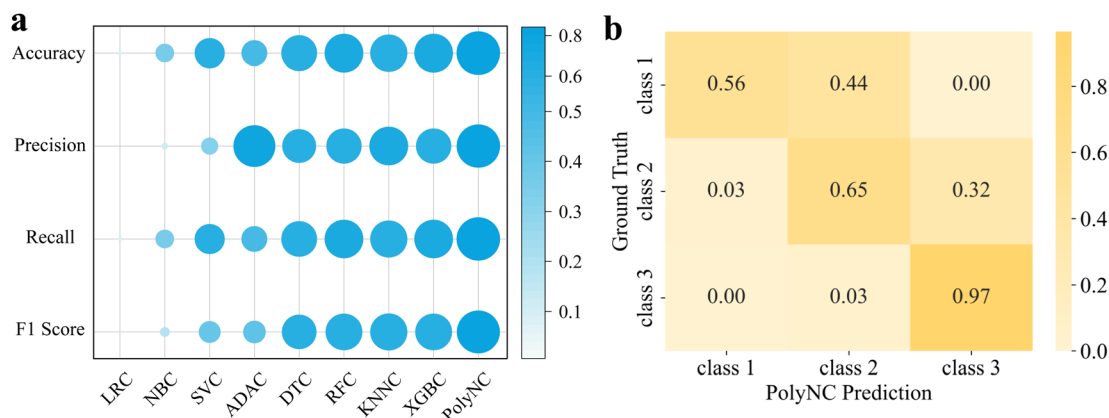 a
Accuracy
Precision
Recall
F1 Score
LRC
NBC
SVC
ADAC
DTC
RFC
KNNC
XGBC
PolyNC
0.8
0.6
0.5
0.4
0.3
0.2
0.1
b
Ground Truth
class 1
class 2
class 3
0.56 0.44 0.00
0.03 0.65 0.32
0.00 0.03 0.97
class 1 class 2 class 3
PolyNC Prediction
0.8
0.6
0.4
0.2
0.0